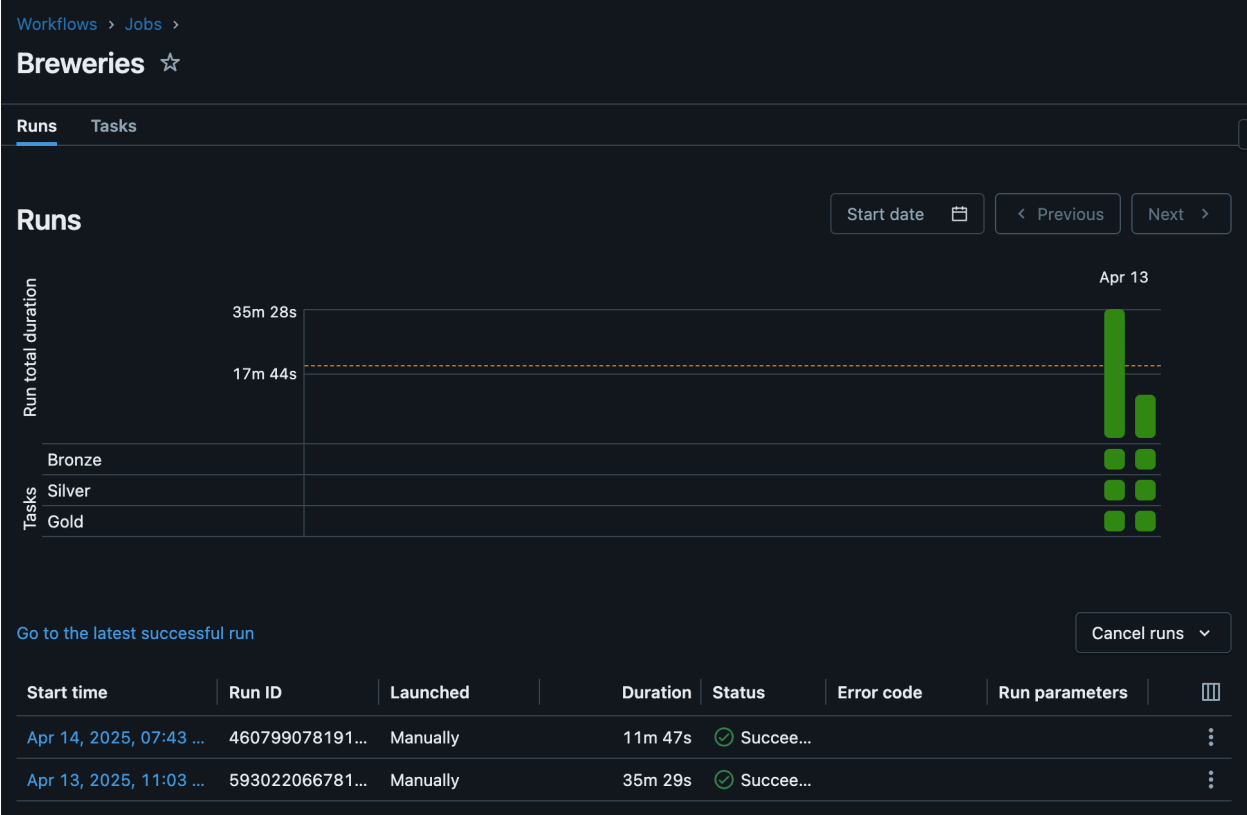 Workflows > Jobs >
Breweries
Runs Tasks
Runs
Start date < Previous Next >
Apr 13
Run total duration
35m 28s
17m 44s
Tasks
Bronze
Silver
Gold
Go to the latest successful run
Cancel runs
Start time Run ID Launched Duration Status Error code Run parameters
Apr 14, 2025, 07:43 ... 460799078191... Manually 11m 47s Succee...
Apr 13, 2025, 11:03 ... 593022066781... Manually 35m 29s Succee...